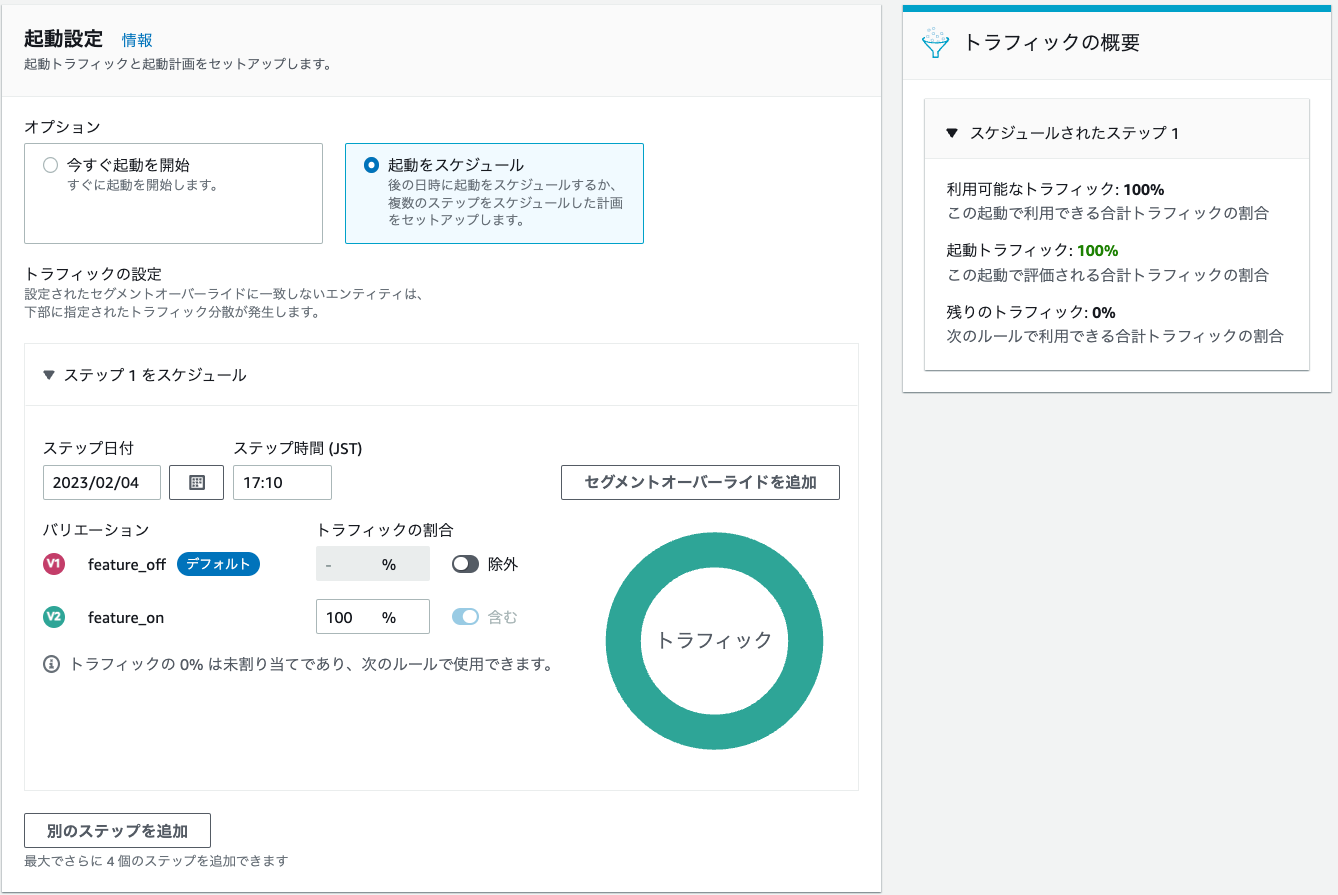 起動設定 情報
起動トラフィックと起動計画をセットアップします。
オプション
今すぐ起動を開始
すぐに起動を開始します。
起動をスケジュール
後の日時に起動をスケジュールするか、
複数のステップをスケジュールした計画
をセットアップします。
トラフィックの設定
設定されたセグメントオーバーライドに一致しないエンティティは、
下部に指定されたトラフィック分散が発生します。
▼ ステップ 1 をスケジュール
ステップ日付 ステップ時間 (JST)
2023/02/04 17:10 セグメントオーバーライドを追加
バリエーション トラフィックの割合
V1 feature_off デフォルト - % 除外
V2 feature_on 100 % 含む
トラフィックの 0% は未割り当てであり、次のルールで使用できます。
トラフィック
別のステップを追加
最大でさらに 4 個のステップを追加できます
トラフィックの概要
▼ スケジュールされたステップ 1
利用可能なトラフィック: 100%
この起動で利用できる合計トラフィックの割合
起動トラフィック: 100%
この起動で評価される合計トラフィックの割合
残りのトラフィック: 0%
次のルールで利用できる合計トラフィックの割合